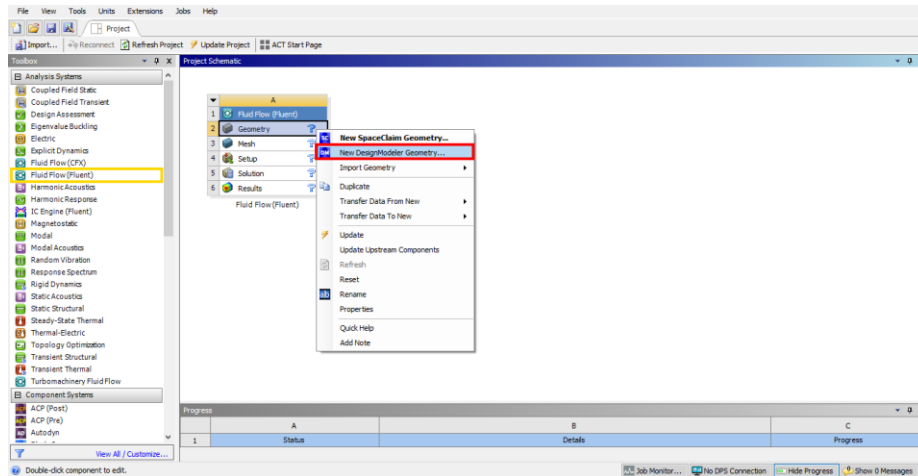 File View Tools Units Extensions Jobs Help
Project
Import... Reconnect Refresh Project Update Project ACT Start Page
Toolbox
Analysis Systems
Coupled Field Static
Coupled Field Transient
Design Assessment
Eigenvalue Buckling
Electric
Explicit Dynamics
Fluid Flow (CFX)
Fluid Flow (Fluent)
Harmonic Acoustics
Harmonic Response
IC Engine (Fluent)
Magnetostatic
Modal
Modal Acoustics
Random Vibration
Response Spectrum
Rigid Dynamics
Static Acoustics
Static Structural
Steady-State Thermal
Thermal-Electric
Topology Optimization
Transient Structural
Transient Thermal
Turbomachinery Fluid Flow
Component Systems
ACP (Post)
ACP (Pre)
Autodyn
View All / Customize...
Project Schematic
A
1 Fluid Flow (Fluent)
2 Geometry ?
3 Mesh ?
4 Setup ?
5 Solution ?
6 Results ?
Fluid Flow (Fluent)
New SpaceClaim Geometry...
New DesignModeler Geometry...
Import Geometry
Duplicate
Transfer Data From New
Transfer Data To New
Update
Update Upstream Components
Refresh
Reset
ab Rename
Properties
Quick Help
Add Note
Progress
A B C
1 Status Details Progress
Double-click component to edit.
Job Monitor... No DPS Connection Hide Progress Show 0 Messages